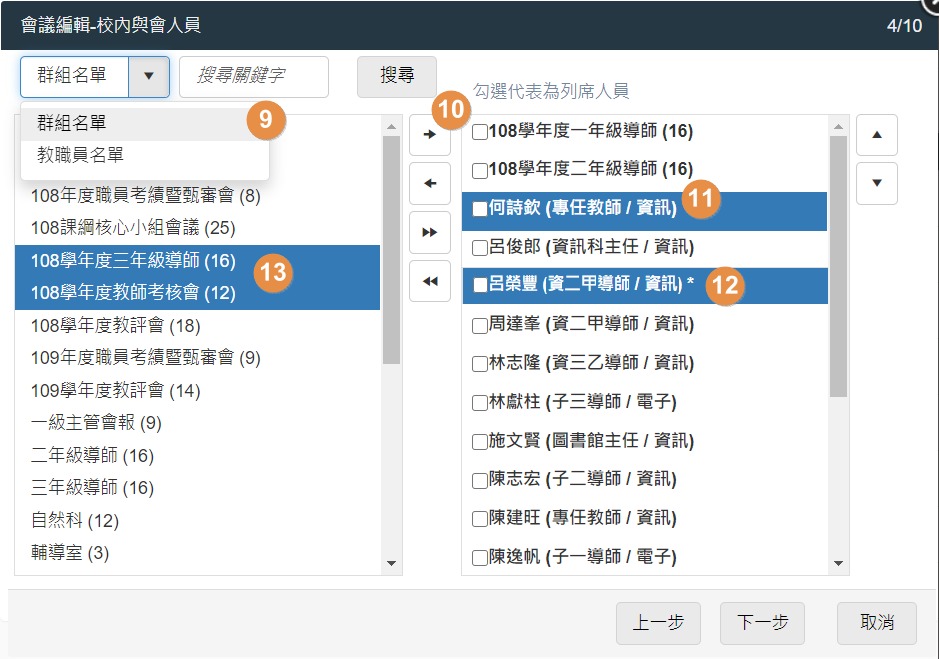 會議編輯-校內與會人員
4/10
群組名單
搜尋關鍵字
搜尋
勾選代表為列席人員
群組名單
教職員名單
9
10
108年度職員考績暨甄審會 (8)
108課綱核心小組會議 (25)
108學年度三年級導師 (16)
108學年度教師考核會 (12)
13
108學年度教評會 (18)
109年度職員考績暨甄審會 (9)
109學年度教評會 (14)
一級主管會報 (9)
二年級導師 (16)
三年級導師 (16)
自然科 (12)
輔導室 (3)
108學年度一年級導師 (16)
108學年度二年級導師 (16)
何詩欽 (專任教師 / 資訊)
11
呂俊郎 (資訊科主任 / 資訊)
呂榮豐 (資二甲導師 / 資訊) *
12
周達峯 (資二甲導師 / 資訊)
林志隆 (資三乙導師 / 資訊)
林獻柱 (子三導師 / 電子)
施文賢 (圖書館主任 / 資訊)
陳志宏 (子二導師 / 資訊)
陳建旺 (專任教師 / 資訊)
陳逸帆 (子一導師 / 電子)
上一步
下一步
取消